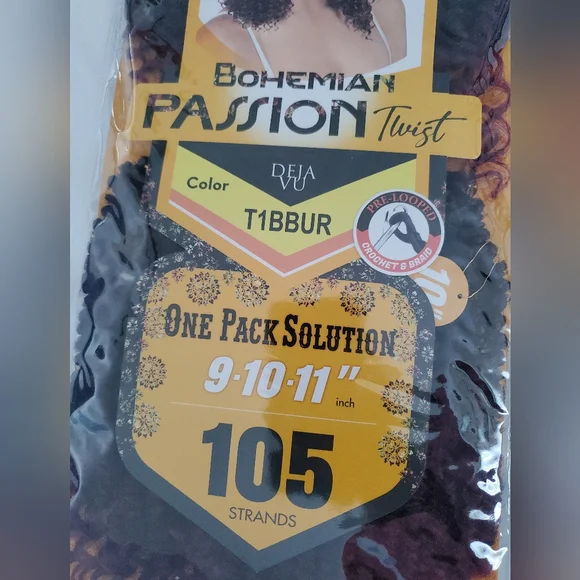 BOHEMIAN
PASSION Twist
DEJA
VU
Color
T1BBUR
PRE-LOOPED
CROCHET & BRAID
10"
ONE PACK SOLUTION
9·10·11"
inch
105
STRANDS